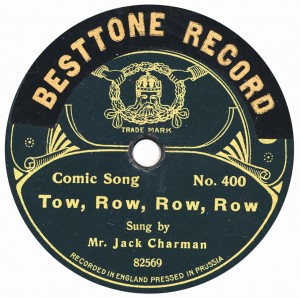 BESTTONE RECORD
TRADE MARK
Comic Song No. 400
Tow, Row, Row, Row
Sung by
Mr. Jack Charman
82569
RECORDED IN ENGLAND PRESSED IN PRUSSIA